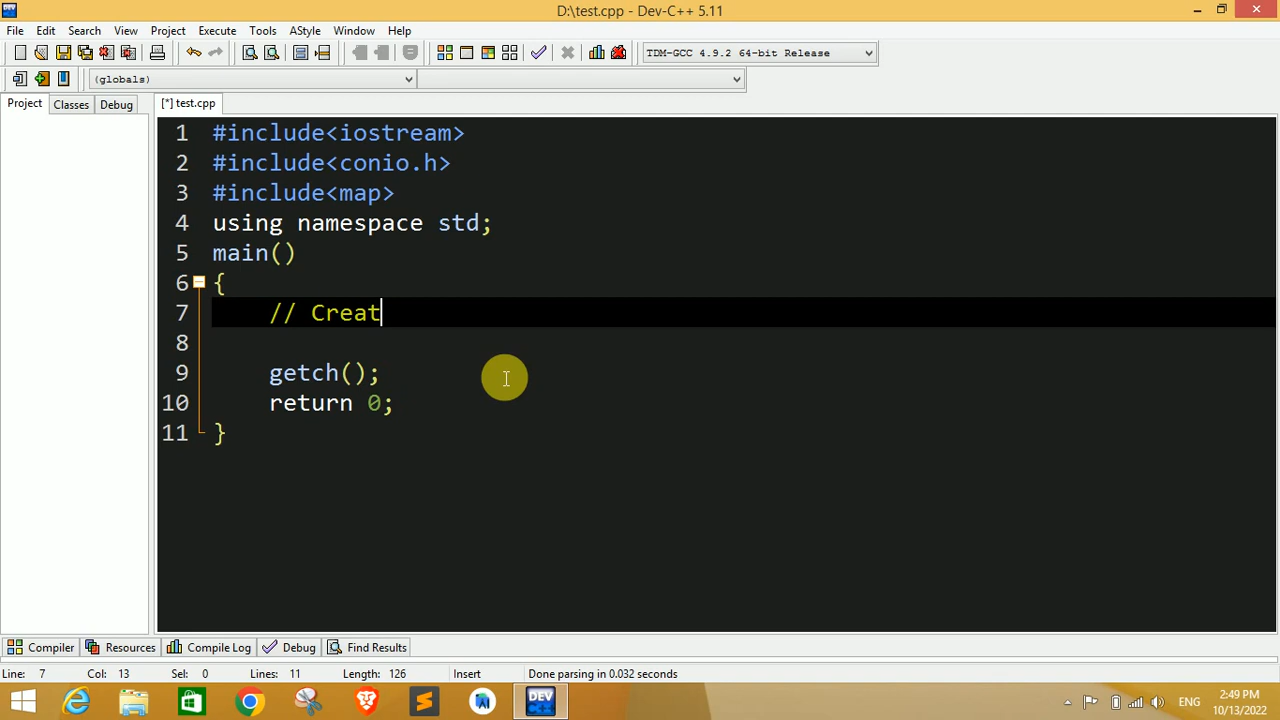 D:\test.cpp - Dev-C++ 5.11
File Edit Search View Project Execute Tools AStyle Window Help
TDM-GCC 4.9.2 64-bit Release
(globals)
Project Classes Debug [*] test.cpp
1 #include<iostream>
2 #include<conio.h>
3 #include<map>
4 using namespace std;
5 main()
6 {
7 // Creat
8
9 getch();
10 return 0;
11 }
Compiler Resources Compile Log Debug Find Results
Line: 7 Col: 13 Sel: 0 Lines: 11 Length: 126 Insert Done parsing in 0.032 seconds
DEV C++
ENG
2:49 PM
10/13/2022